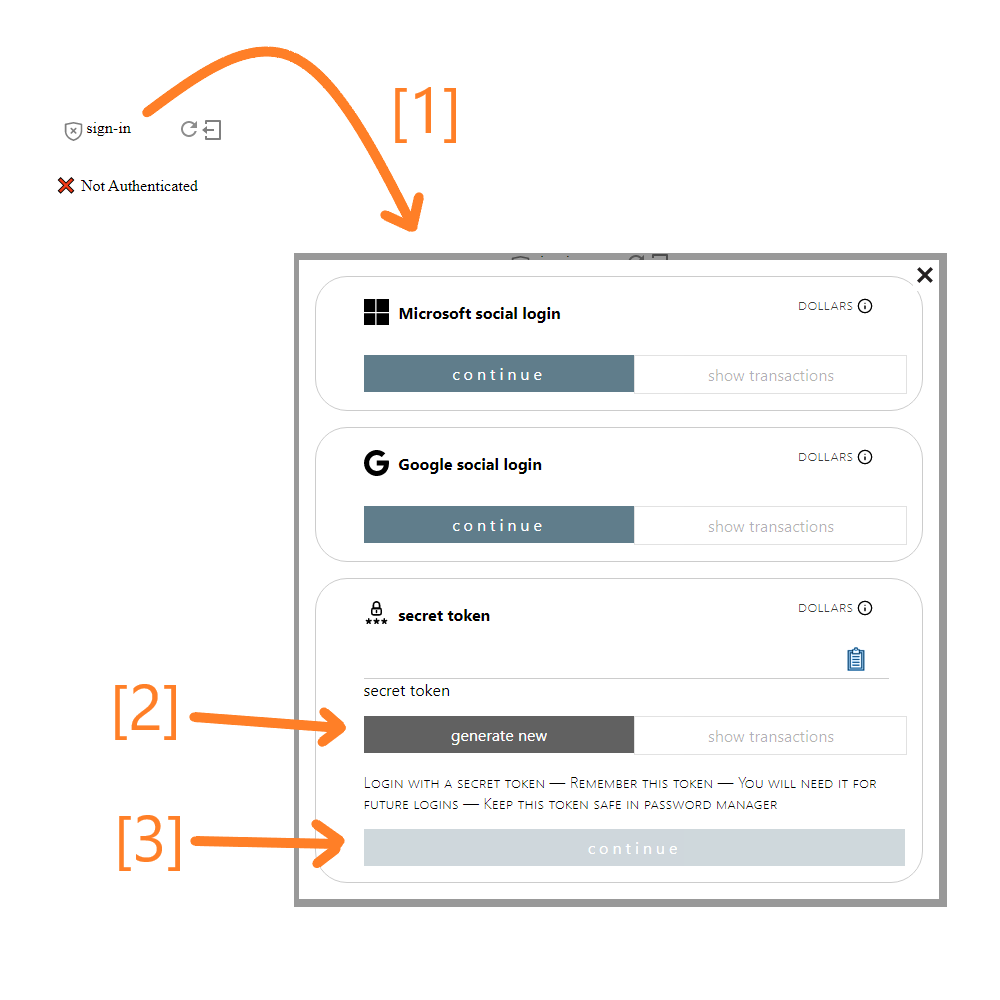 [1]
sign-in
Not Authenticated
Microsoft social login
DOLLARS
continue
show transactions
Google social login
DOLLARS
continue
show transactions
secret token
DOLLARS
secret token
[2]
generate new
show transactions
Login with a secret token — Remember this token — You will need it for
future logins — Keep this token safe in password manager
[3]
continue